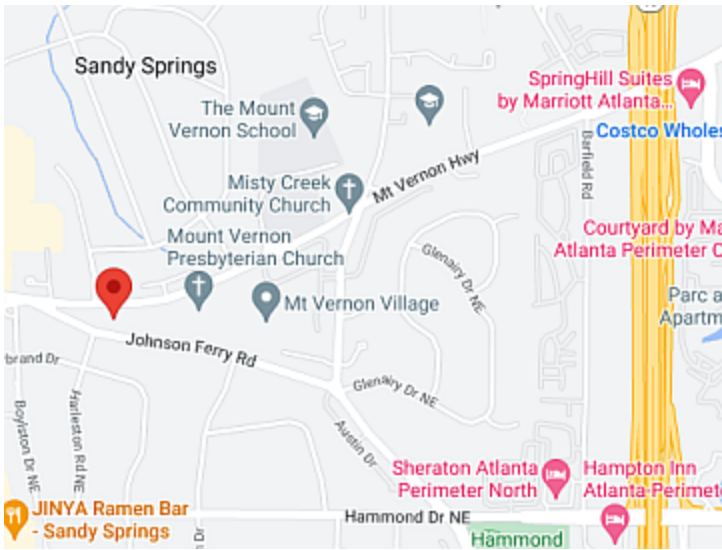 Sandy Springs
SpringHill Suites
by Marriott Atlanta...
The Mount
Vernon School
Costco Wholes
Mt Vernon Hwy
Barfield Rd
Misty Creek
Community Church
Courtyard by Ma
Atlanta Perimeter C
Mount Vernon
Presbyterian Church
Glenairy Dr NE
Mt Vernon Village
Parc a
Apartm
Johnson Ferry Rd
brand Dr
Glenairy Dr NE
Harleston Rd NE
Boylston Dr NE
Austin Dr
Sheraton Atlanta
Perimeter North
Hampton Inn
Atlanta-Perimete
JINYA Ramen Bar
- Sandy Springs
Hammond Dr NE
n Dr
Hammond